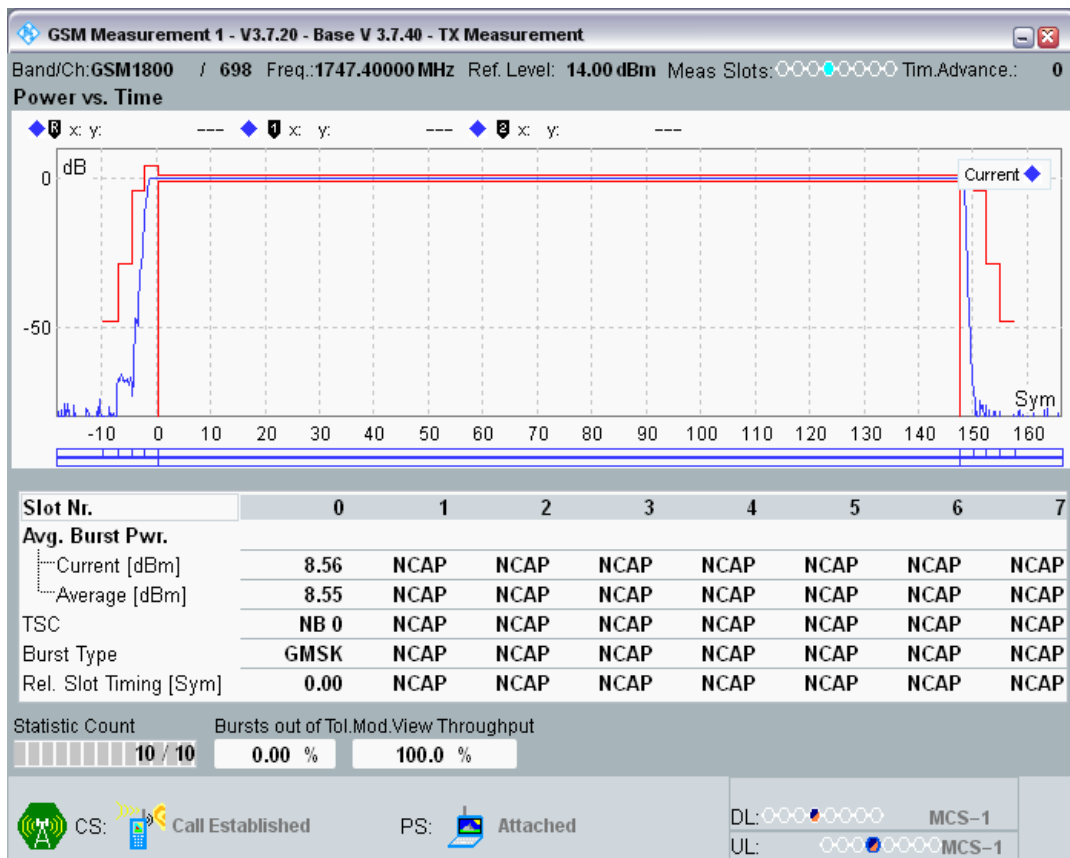 GSM Measurement 1 - V3.7.20 - Base V 3.7.40 - TX Measurement
Band/Ch:GSM1800 / 698 Freq.:1747.40000 MHz Ref. Level: 14.00 dBm Meas Slots: Tim.Advance.: 0
Power vs. Time
R x: y: --- 1 x: y: --- 2 x: y: ---
dB
Current
0
-50
Sym
-10 0 10 20 30 40 50 60 70 80 90 100 110 120 130 140 150 160
Slot Nr. 0 1 2 3 4 5 6 7
Avg. Burst Pwr.
Current [dBm] 8.56 NCAP NCAP NCAP NCAP NCAP NCAP NCAP
Average [dBm] 8.55 NCAP NCAP NCAP NCAP NCAP NCAP NCAP
TSC NB 0 NCAP NCAP NCAP NCAP NCAP NCAP NCAP
Burst Type GMSK NCAP NCAP NCAP NCAP NCAP NCAP NCAP
Rel. Slot Timing [Sym] 0.00 NCAP NCAP NCAP NCAP NCAP NCAP NCAP
Statistic Count Bursts out of Tol.Mod.View Throughput
10 / 10 0.00 % 100.0 %
CS: Call Established PS: Attached
DL: MCS-1
UL: MCS-1